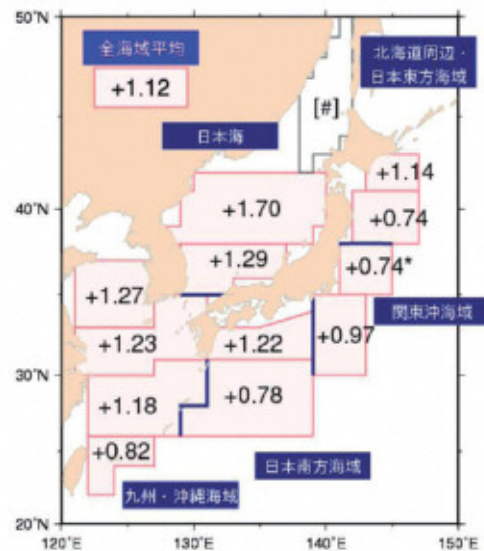 50˚N
全海域平均
+1.12
北海道周辺・
日本東方海域
[#]
日本海
+1.14
40˚N
+1.70
+0.74
+1.29
+0.74*
+1.27
関東沖海域
+1.23
+1.22
+0.97
30˚N
+1.18
+0.78
+0.82
日本南方海域
九州・沖縄海域
20˚N
120˚E
130˚E
140˚E
150˚E